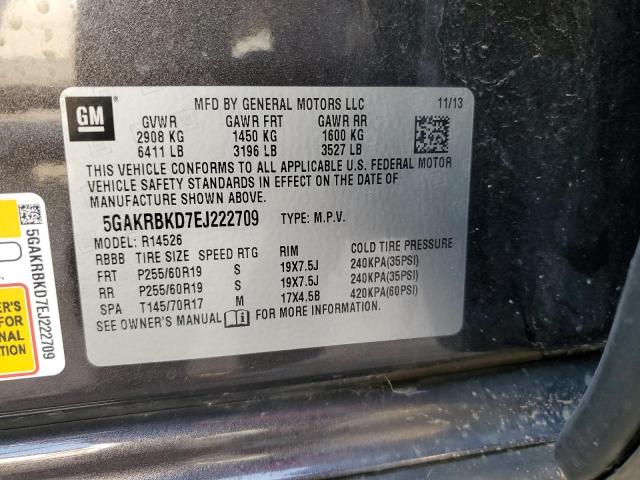 GM
MFD BY GENERAL MOTORS LLC 11/13
GVWR GAWR FRT GAWR RR
2908 KG 1450 KG 1600 KG
6411 LB 3196 LB 3527 LB
THIS VEHICLE CONFORMS TO ALL APPLICABLE U.S. FEDERAL MOTOR
VEHICLE SAFETY STANDARDS IN EFFECT ON THE DATE OF
MANUFACTURE SHOWN ABOVE.
5GAKRBKD7EJ222709 TYPE: M.P.V.
MODEL: R14526
RBBB TIRE SIZE SPEED RTG RIM COLD TIRE PRESSURE
FRT P255/60R19 S 19X7.5J 240KPA(35PSI)
RR P255/60R19 S 19X7.5J 240KPA(35PSI)
SPA T145/70R17 M 17X4.5B 420KPA(60PSI)
SEE OWNER'S MANUAL FOR MORE INFORMATION.
5GAKRBKD7EJ222709
ER'S
FOR
NAL
TION